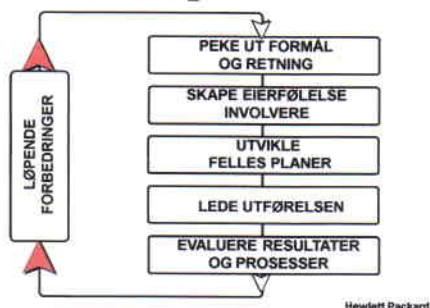 PEKE UT FORMÅL
OG RETNING
SKAPE EIERFØLELSE
INVOLVERE
UTVIKLE
FELLES PLANER
LEDE UTFØRELSEN
EVALUERE RESULTATER
OG PROSESSER
LØPENDE
FORBEDRINGER
Hewlett Packard